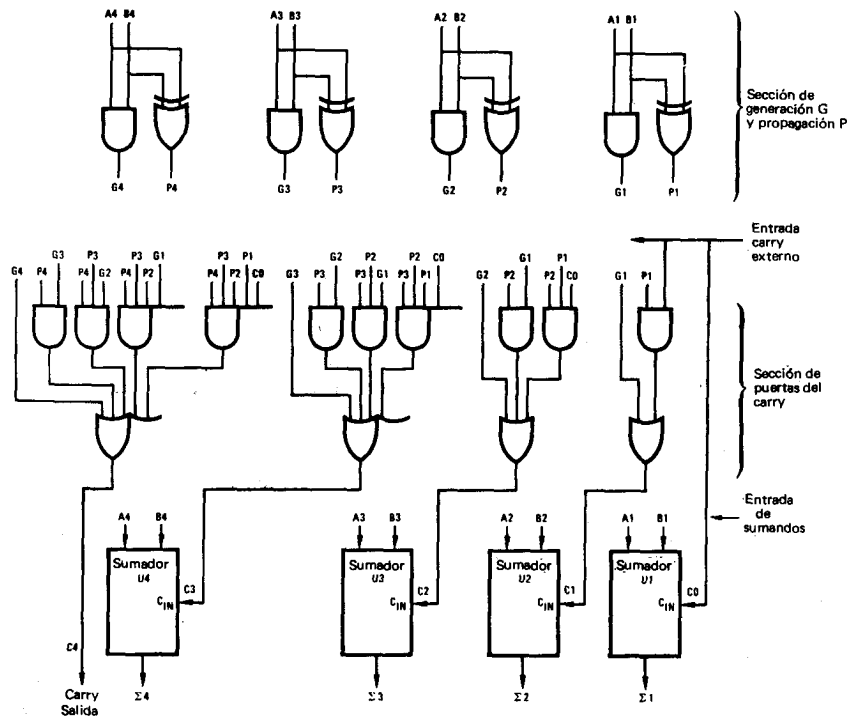 A4 B4
A3 B3
A2 B2
A1 B1
Sección de
generación G
y propagación P
G4 P4
G3 P3
G2 P2
G1 P1
Entrada
carry
externo
G4 P4 G3 P3 P4 G2 P3 P4 P2 G1
P3 P1 P4 P2 C0
G3 P3 G2 P2 P3 G1 P2 P3 P1 C0
G2 P2 G1 P1 P2 C0
G1 P1
Sección de
puertas del
carry
Entrada
de
sumandos
A4 B4
A3 B3
A2 B2
A1 B1
Sumador
U4
CIN
C3
Sumador
U3
CIN
C2
Sumador
U2
CIN
C1
Sumador
U1
CIN
C0
C4
Carry
Salida
Σ4
Σ3
Σ2
Σ1